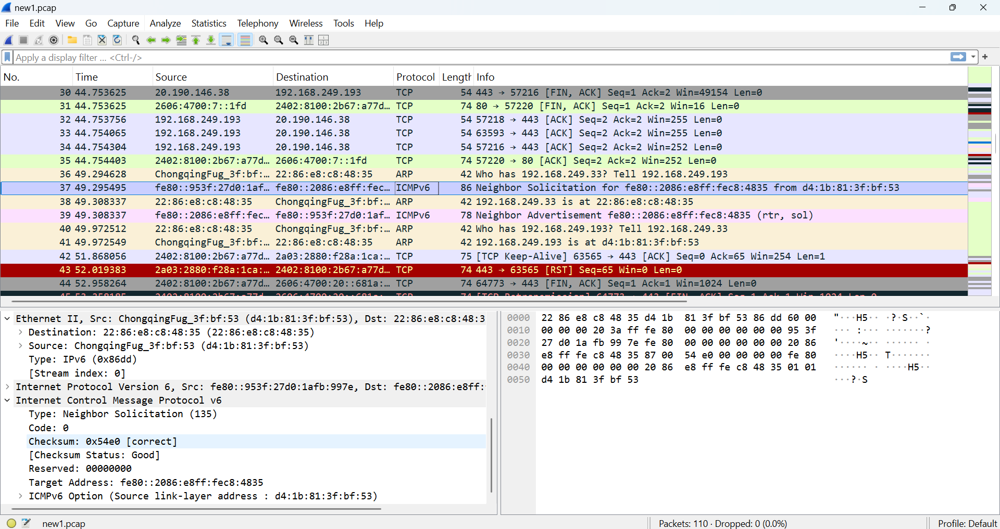 new1.pcap
File Edit View Go Capture Analyze Statistics Telephony Wireless Tools Help
Apply a display filter ... <Ctrl-/>
No. Time Source Destination Protocol Length Info
30 44.753625 20.190.146.38 192.168.249.193 TCP 54 443 → 57216 [FIN, ACK] Seq=1 Ack=2 Win=49154 Len=0
31 44.753625 2606:4700:7::1fd 2402:8100:2b67:a77d… TCP 74 80 → 57220 [FIN, ACK] Seq=1 Ack=2 Win=16 Len=0
32 44.753756 192.168.249.193 20.190.146.38 TCP 54 57218 → 443 [ACK] Seq=2 Ack=2 Win=255 Len=0
33 44.754065 192.168.249.193 20.190.146.38 TCP 54 63593 → 443 [ACK] Seq=2 Ack=2 Win=255 Len=0
34 44.754304 192.168.249.193 20.190.146.38 TCP 54 57216 → 443 [ACK] Seq=2 Ack=2 Win=252 Len=0
35 44.754403 2402:8100:2b67:a77d… 2606:4700:7::1fd TCP 74 57220 → 80 [ACK] Seq=2 Ack=2 Win=252 Len=0
36 49.294628 ChongqingFug_3f:bf:… 22:86:e8:c8:48:35 ARP 42 Who has 192.168.249.33? Tell 192.168.249.193
37 49.295495 fe80::953f:27d0:1af… fe80::2086:e8ff:fec… ICMPv6 86 Neighbor Solicitation for fe80::2086:e8ff:fec8:4835 from d4:1b:81:3f:bf:53
38 49.308337 22:86:e8:c8:48:35 ChongqingFug_3f:bf:… ARP 42 192.168.249.33 is at 22:86:e8:c8:48:35
39 49.308337 fe80::2086:e8ff:fec… fe80::953f:27d0:1af… ICMPv6 78 Neighbor Advertisement fe80::2086:e8ff:fec8:4835 (rtr, sol)
40 49.972512 22:86:e8:c8:48:35 ChongqingFug_3f:bf:… ARP 42 Who has 192.168.249.193? Tell 192.168.249.33
41 49.972549 ChongqingFug_3f:bf:… 22:86:e8:c8:48:35 ARP 42 192.168.249.193 is at d4:1b:81:3f:bf:53
42 51.868056 2402:8100:2b67:a77d… 2a03:2880:f28a:1ca:… TCP 75 [TCP Keep-Alive] 63565 → 443 [ACK] Seq=0 Ack=65 Win=254 Len=1
43 52.019383 2a03:2880:f28a:1ca:… 2402:8100:2b67:a77d… TCP 74 443 → 63565 [RST] Seq=65 Win=0 Len=0
44 52.958264 2402:8100:2b67:a77d… 2606:4700:20::681a:… TCP 74 64773 → 443 [FIN, ACK] Seq=1 Ack=1 Win=1024 Len=0
Ethernet II, Src: ChongqingFug_3f:bf:53 (d4:1b:81:3f:bf:53), Dst: 22:86:e8:c8:48:3
Destination: 22:86:e8:c8:48:35 (22:86:e8:c8:48:35)
Source: ChongqingFug_3f:bf:53 (d4:1b:81:3f:bf:53)
Type: IPv6 (0x86dd)
[Stream index: 0]
Internet Protocol Version 6, Src: fe80::953f:27d0:1afb:997e, Dst: fe80::2086:e8ff:
Internet Control Message Protocol v6
Type: Neighbor Solicitation (135)
Code: 0
Checksum: 0x54e0 [correct]
[Checksum Status: Good]
Reserved: 00000000
Target Address: fe80::2086:e8ff:fec8:4835
ICMPv6 Option (Source link-layer address : d4:1b:81:3f:bf:53)
0000 22 86 e8 c8 48 35 d4 1b 81 3f bf 53 86 dd 60 00 "···H5·· ·?·S··`·
0010 00 00 00 20 3a ff fe 80 00 00 00 00 00 00 95 3f ··· :··· ·······?
0020 27 d0 1a fb 99 7e fe 80 00 00 00 00 00 00 20 86 '····~·· ······ ·
0030 e8 ff fe c8 48 35 87 00 54 e0 00 00 00 00 fe 80 ····H5·· T·······
0040 00 00 00 00 00 00 20 86 e8 ff fe c8 48 35 01 01 ······ · ····H5··
0050 d4 1b 81 3f bf 53 ···?·S
new1.pcap
Packets: 110 · Dropped: 0 (0.0%)
Profile: Default